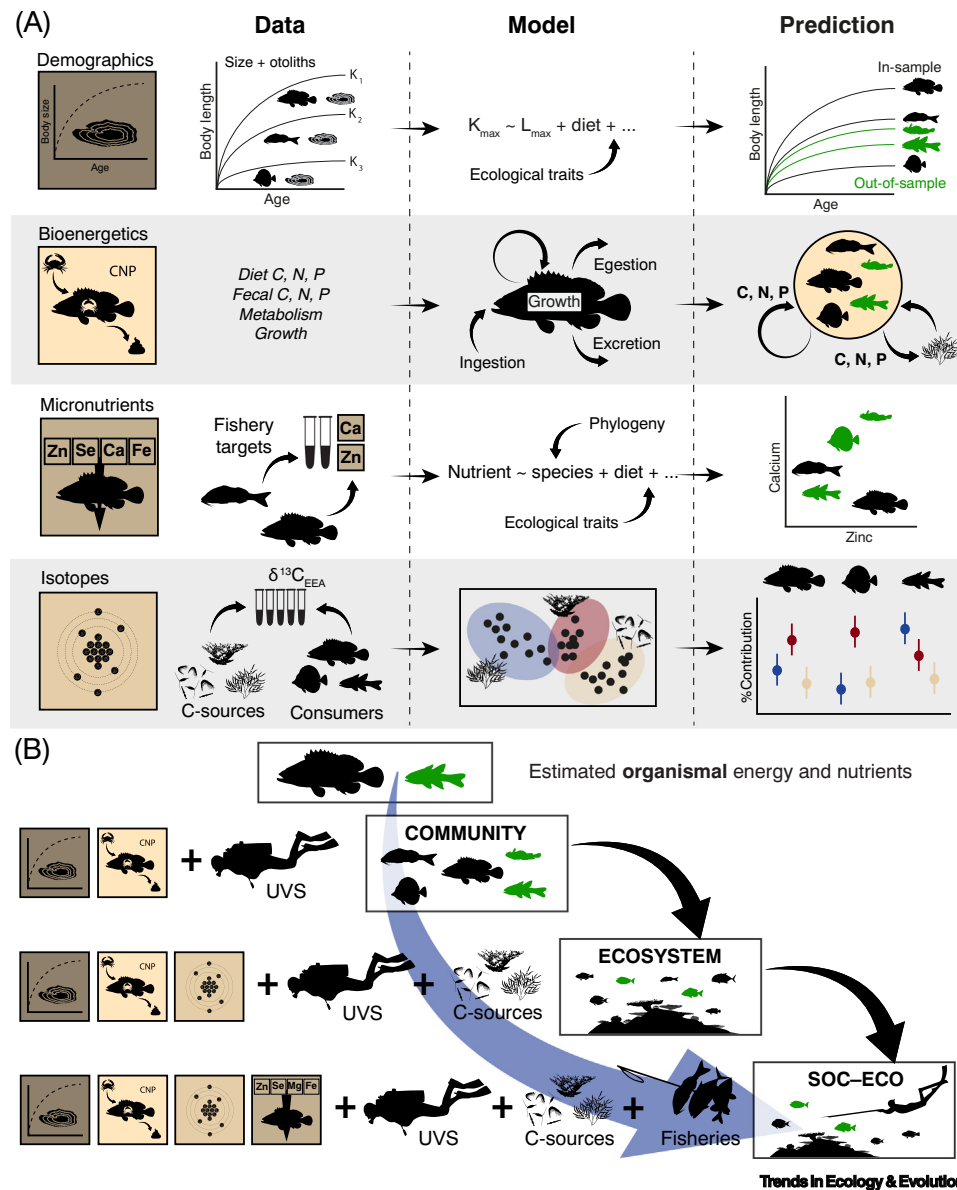 (A)
Data
Model
Prediction
Demographics
Body size
Age
Size + otoliths
K1
K2
K3
Body length
Age
Kmax ~ Lmax + diet + ...
Ecological traits
In-sample
Body length
Out-of-sample
Age
Bioenergetics
CNP
Diet C, N, P
Fecal C, N, P
Metabolism
Growth
Egestion
Growth
Ingestion
Excretion
C, N, P
C, N, P
Micronutrients
Zn Se Ca Fe
Fishery
targets
Ca
Zn
Phylogeny
Nutrient ~ species + diet + ...
Ecological traits
Calcium
Zinc
Isotopes
δ13CEEA
C-sources
Consumers
%Contribution
(B)
Estimated organismal energy and nutrients
COMMUNITY
CNP
+
UVS
ECOSYSTEM
CNP
+
+
UVS
C-sources
SOC–ECO
CNP
Zn Se Mg Fe
+
+
+
UVS
C-sources
Fisheries
Trends in Ecology & Evolution